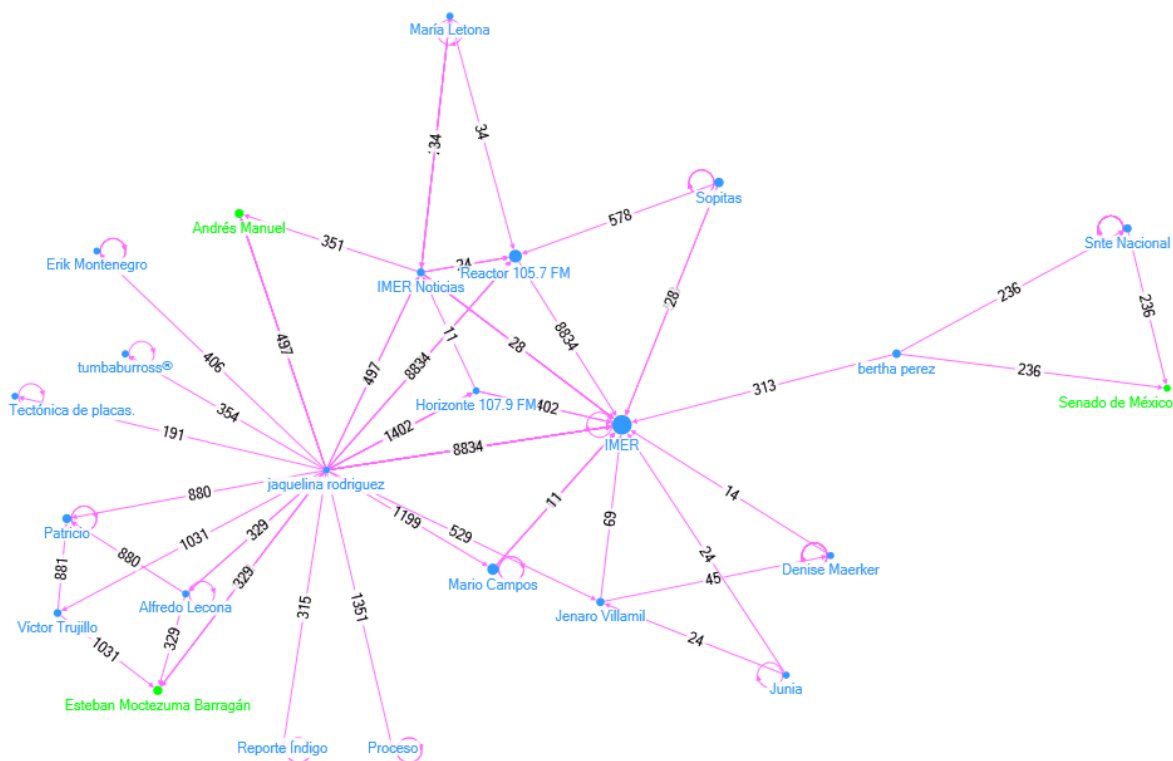 María Letona
34
Sopitas
578
Andrés Manuel
351
Snte Nacional
Erik Montenegro
24
Reactor 105.7 FM
IMER Noticias
236
236
28
8834
11
28
497
406
tumbaburross®
497
8834
bertha perez
236
313
Senado de México
Tectónica de placas.
354
Horizonte 107.9 FM
191
1402
8834
IMER
jaquelina rodriguez
880
14
11
1199
529
69
Patricio
1031
329
24
880
881
329
Mario Campos
45
Denise Maerker
Alfredo Lecona
Víctor Trujillo
315
1351
Jenaro Villamil
329
24
1031
Junia
Esteban Moctezuma Barragán
Reporte Índigo
Proceso